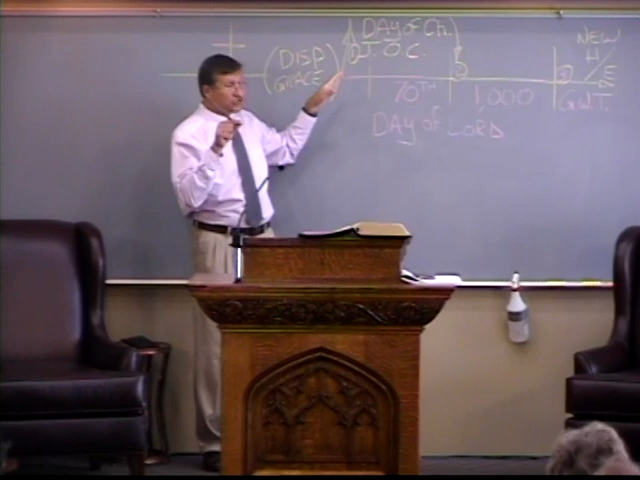 DAY of Ch.
(DISP
GRACE)
J.O.C.
NEW
H
E
70TH
1,000
G.W.T.
DAY of LORD